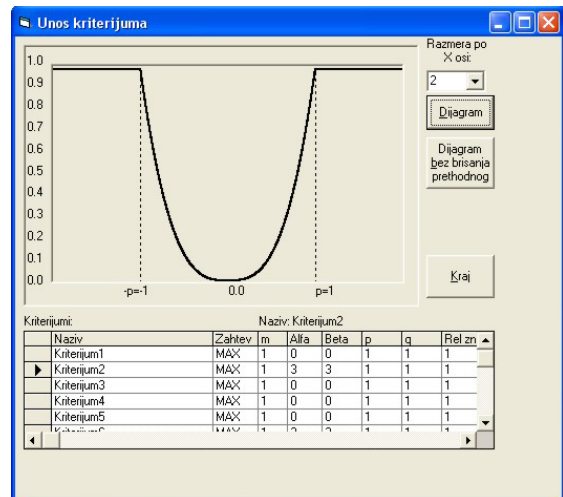 Unos kriterijuma
Razmera po
X osi:
2
Dijagram
Dijagram
bez brisanja
prethodnog
Kraj
1.0
0.9
0.8
0.7
0.6
0.5
0.4
0.3
0.2
0.1
0.0
-p=-1 0.0 p=1
Kriterijumi: Naziv: Kriterijum2
Naziv Zahtev m Alfa Beta p q Rel zn
Kriterijum1 MAX 1 0 0 1 1 1
Kriterijum2 MAX 1 3 3 1 1 1
Kriterijum3 MAX 1 0 0 1 1 1
Kriterijum4 MAX 1 0 0 1 1 1
Kriterijum5 MAX 1 0 0 1 1 1